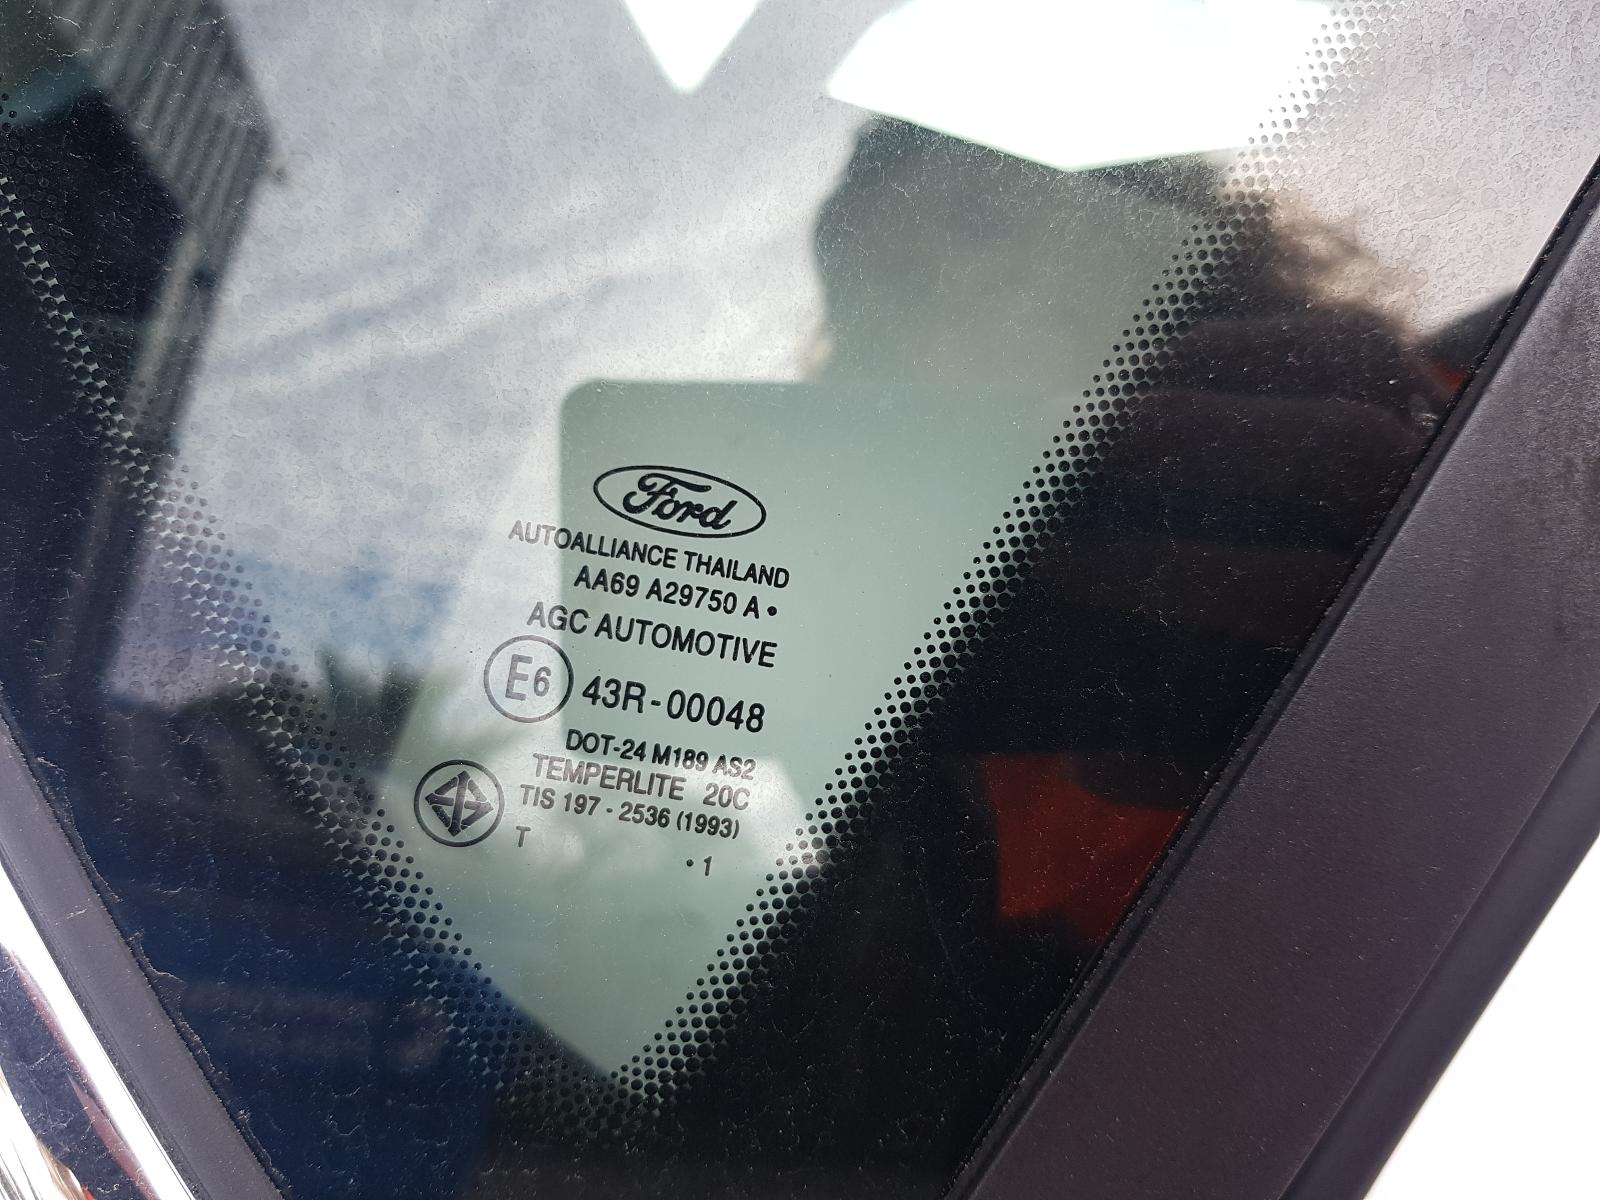 Ford
AUTOALLIANCE THAILAND
AA69 A29750 A •
AGC AUTOMOTIVE
E6 43R-00048
DOT-24 M189 AS2
TEMPERLITE 20C
TIS 197 - 2536 (1993)
T
• 1